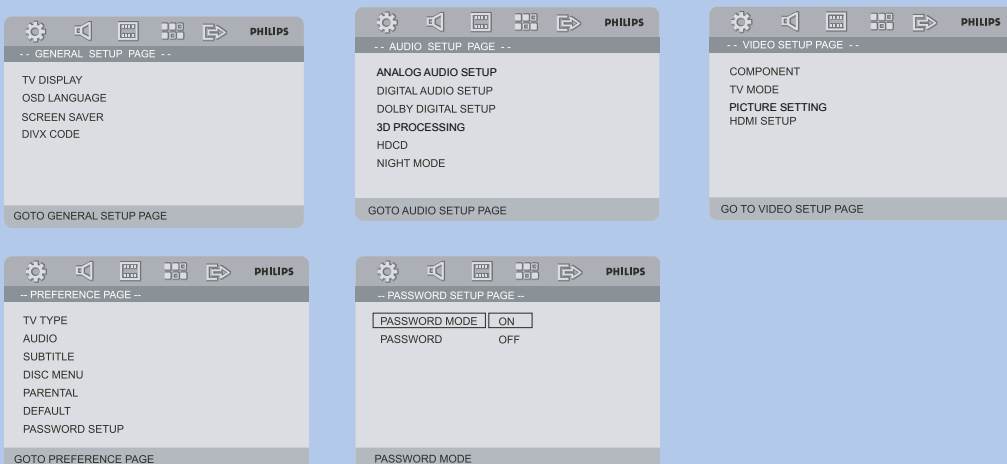 PHILIPS
-- GENERAL SETUP PAGE --
TV DISPLAY
OSD LANGUAGE
SCREEN SAVER
DIVX CODE
GOTO GENERAL SETUP PAGE
PHILIPS
-- AUDIO SETUP PAGE --
ANALOG AUDIO SETUP
DIGITAL AUDIO SETUP
DOLBY DIGITAL SETUP
3D PROCESSING
HDCD
NIGHT MODE
GOTO AUDIO SETUP PAGE
PHILIPS
-- VIDEO SETUP PAGE --
COMPONENT
TV MODE
PICTURE SETTING
HDMI SETUP
GO TO VIDEO SETUP PAGE
PHILIPS
-- PREFERENCE PAGE --
TV TYPE
AUDIO
SUBTITLE
DISC MENU
PARENTAL
DEFAULT
PASSWORD SETUP
GOTO PREFERENCE PAGE
PHILIPS
-- PASSWORD SETUP PAGE --
PASSWORD MODE ON
PASSWORD OFF
PASSWORD MODE